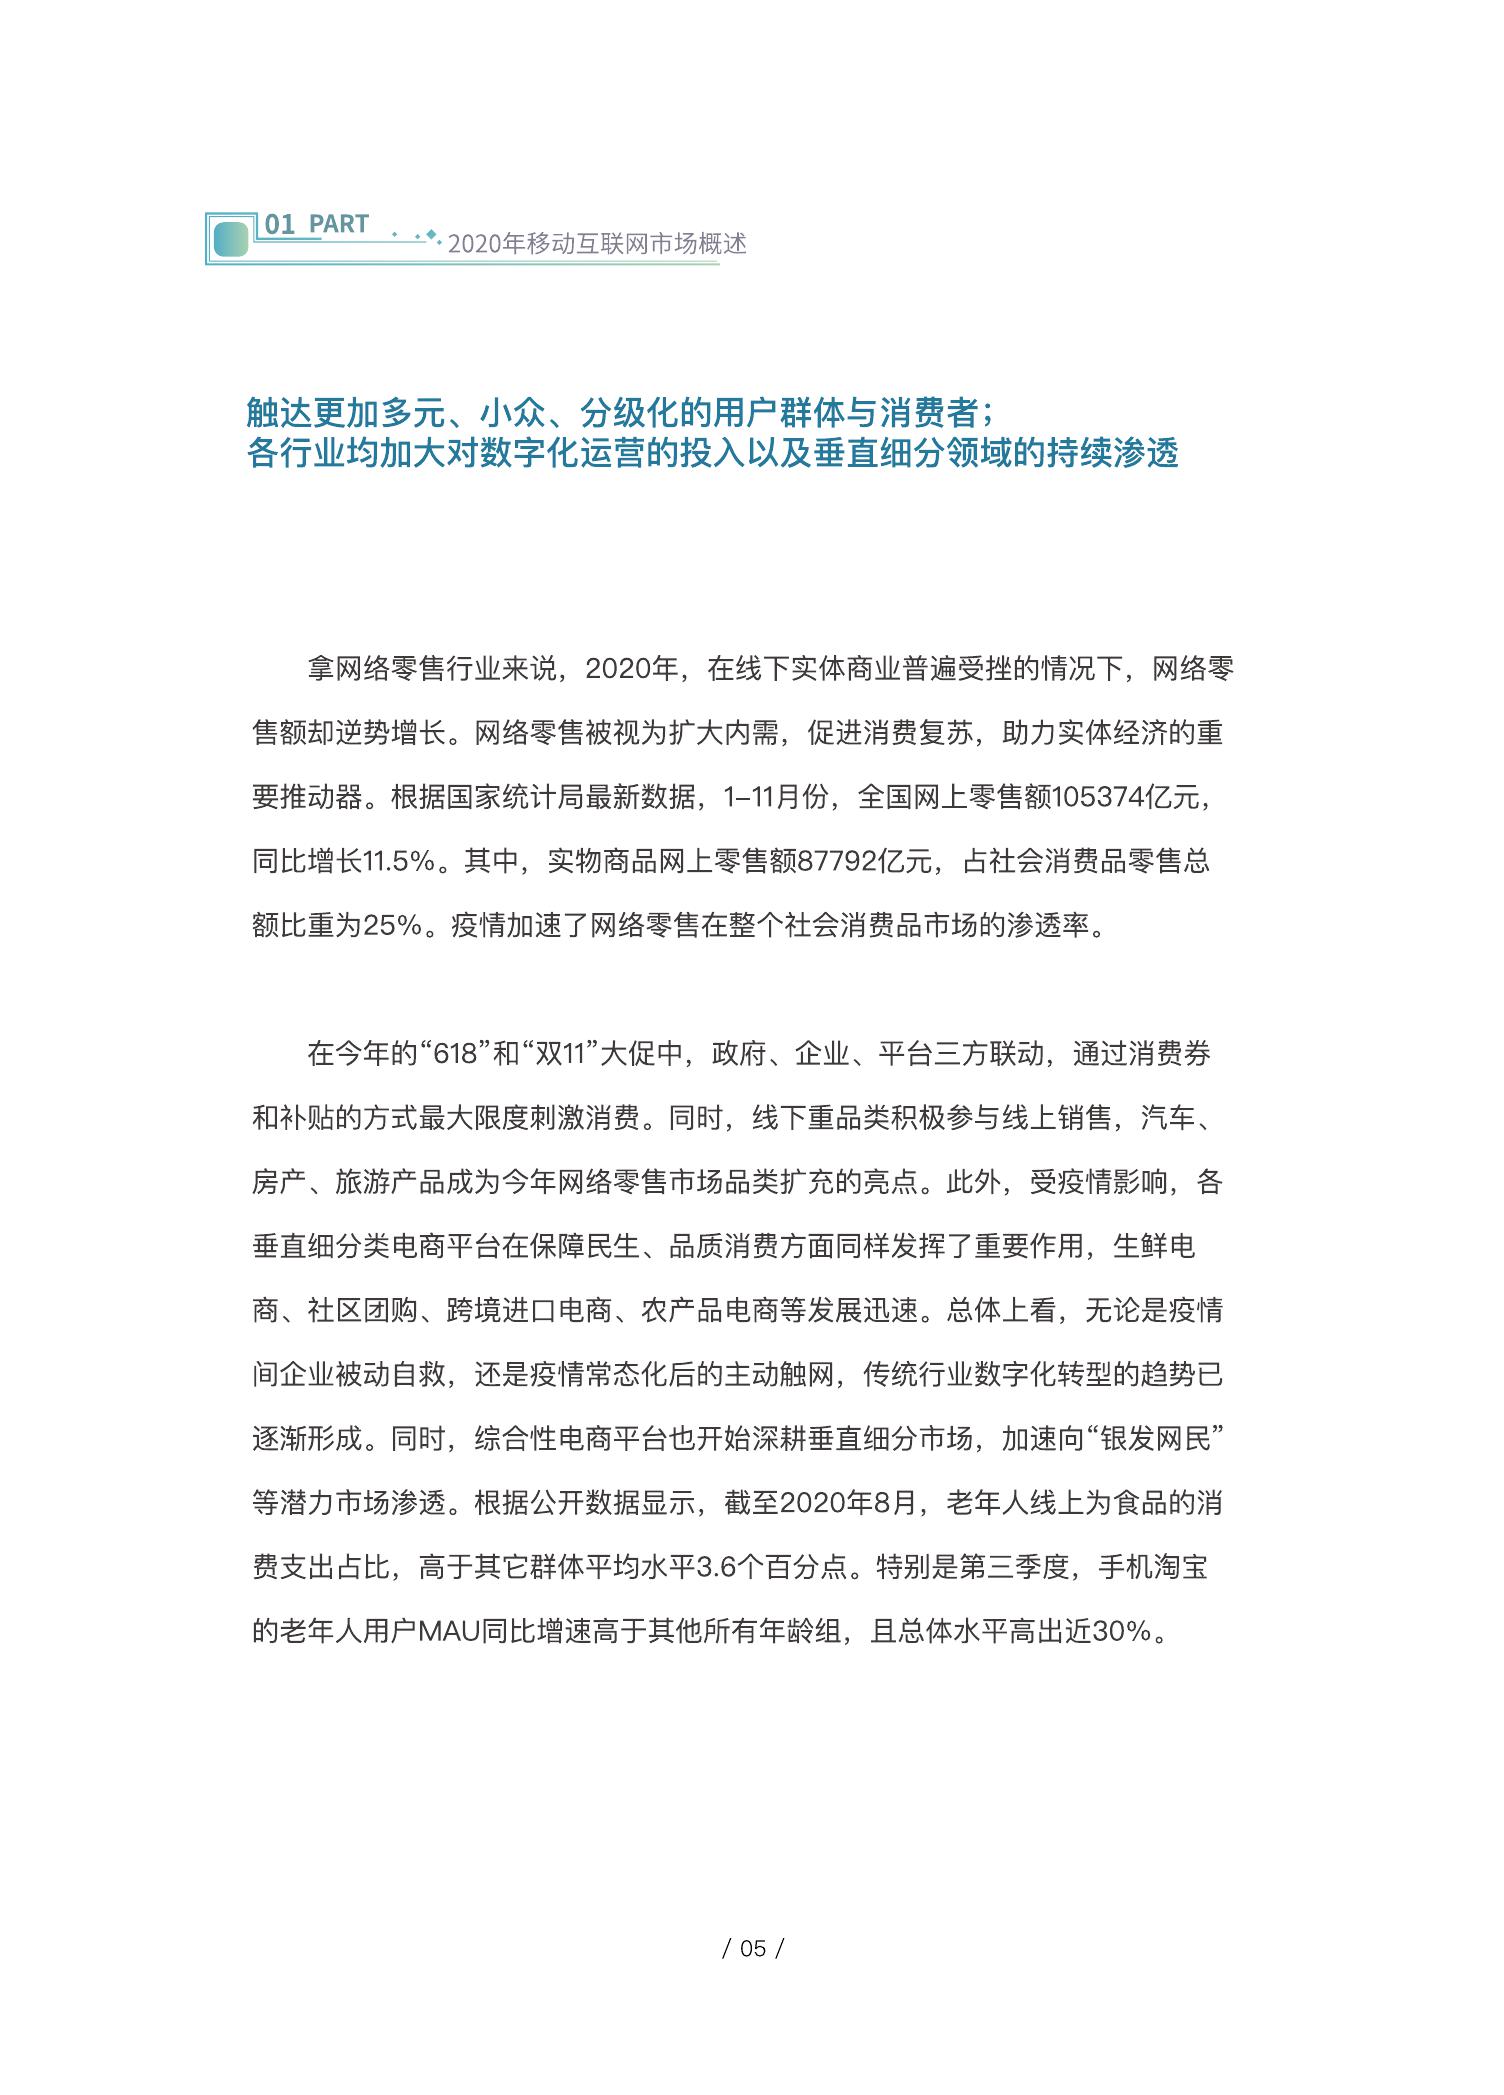 01 PART
2020年移动互联网市场概述
触达更加多元、小众、分级化的用户群体与消费者；
各行业均加大对数字化运营的投入以及垂直细分领域的持续渗透
拿网络零售行业来说，2020年，在线下实体商业普遍受挫的情况下，网络零
售额却逆势增长。网络零售被视为扩大内需，促进消费复苏，助力实体经济的重
要推动器。根据国家统计局最新数据，1–11月份，全国网上零售额105374亿元，
同比增长11.5%。其中，实物商品网上零售额87792亿元，占社会消费品零售总
额比重为25%。疫情加速了网络零售在整个社会消费品市场的渗透率。
在今年的“618”和“双11”大促中，政府、企业、平台三方联动，通过消费券
和补贴的方式最大限度刺激消费。同时，线下重品类积极参与线上销售，汽车、
房产、旅游产品成为今年网络零售市场品类扩充的亮点。此外，受疫情影响，各
垂直细分类电商平台在保障民生、品质消费方面同样发挥了重要作用，生鲜电
商、社区团购、跨境进口电商、农产品电商等发展迅速。总体上看，无论是疫情
间企业被动自救，还是疫情常态化后的主动触网，传统行业数字化转型的趋势已
逐渐形成。同时，综合性电商平台也开始深耕垂直细分市场，加速向“银发网民”
等潜力市场渗透。根据公开数据显示，截至2020年8月，老年人线上为食品的消
费支出占比，高于其它群体平均水平3.6个百分点。特别是第三季度，手机淘宝
的老年人用户MAU同比增速高于其他所有年龄组，且总体水平高出近30%。
/ 05 /